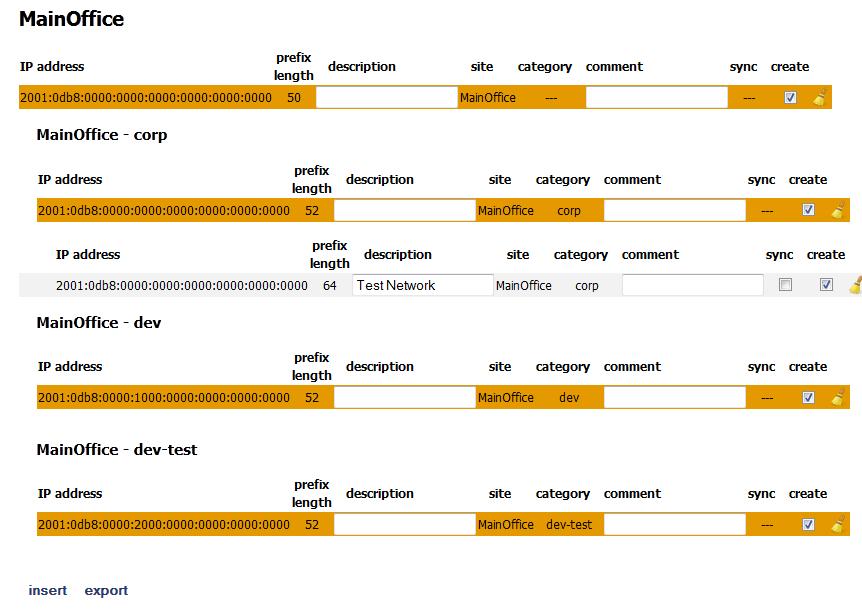 MainOffice
IP address prefix length description site category comment sync create
2001:0db8:0000:0000:0000:0000:0000:0000 50 MainOffice --- ---
MainOffice - corp
IP address prefix length description site category comment sync create
2001:0db8:0000:0000:0000:0000:0000:0000 52 MainOffice corp ---
IP address prefix length description site category comment sync create
2001:0db8:0000:0000:0000:0000:0000:0000 64 Test Network MainOffice corp
MainOffice - dev
IP address prefix length description site category comment sync create
2001:0db8:0000:1000:0000:0000:0000:0000 52 MainOffice dev ---
MainOffice - dev-test
IP address prefix length description site category comment sync create
2001:0db8:0000:2000:0000:0000:0000:0000 52 MainOffice dev-test ---
insert export